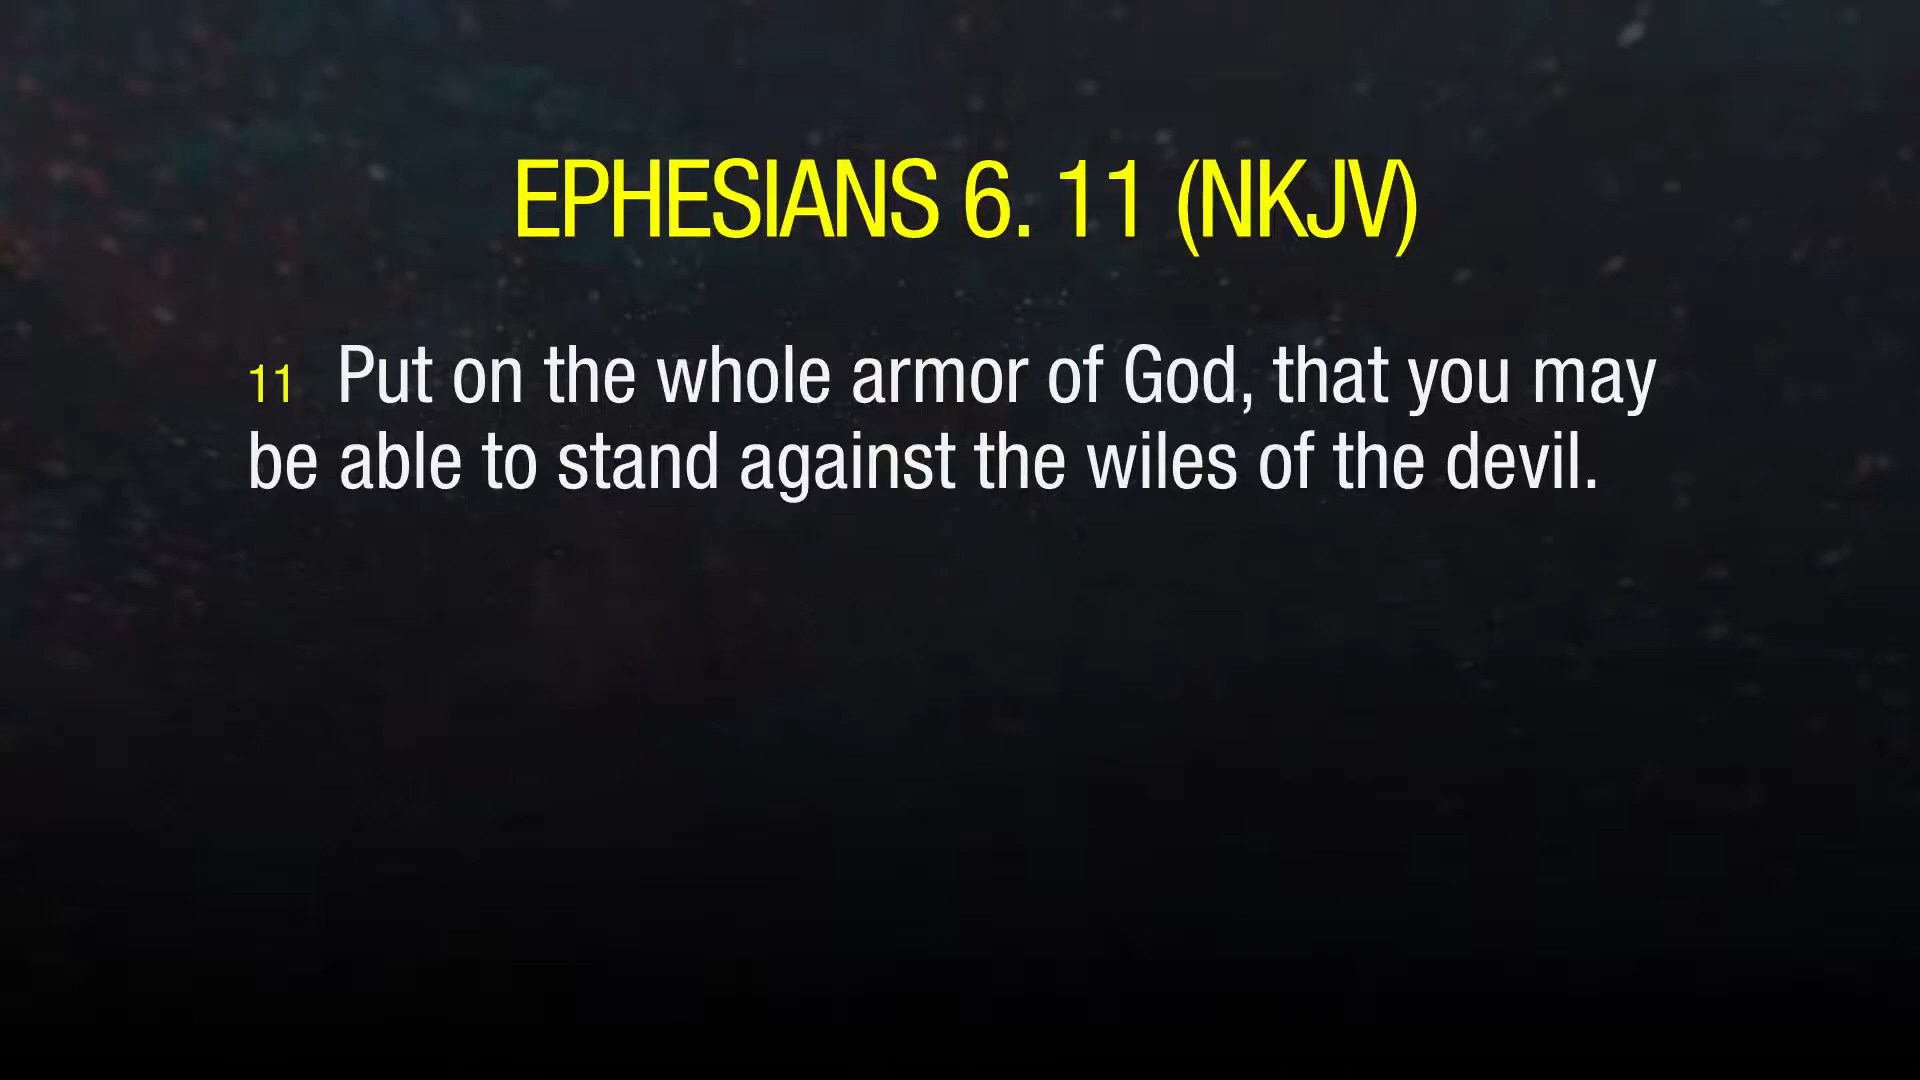 EPHESIANS 6. 11 (NKJV)
11 Put on the whole armor of God, that you may
be able to stand against the wiles of the devil.